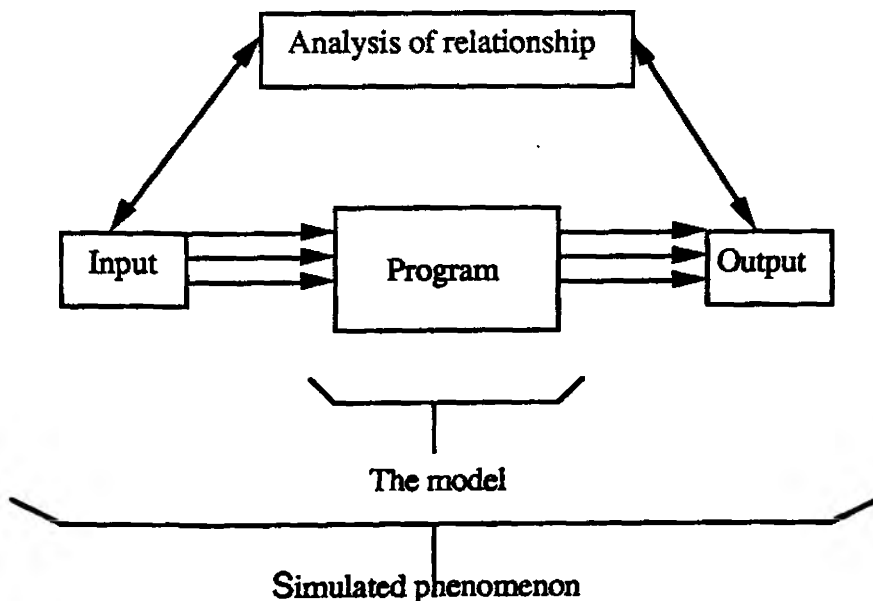 Analysis of relationship
Input
Program
Output
The model
Simulated phenomenon